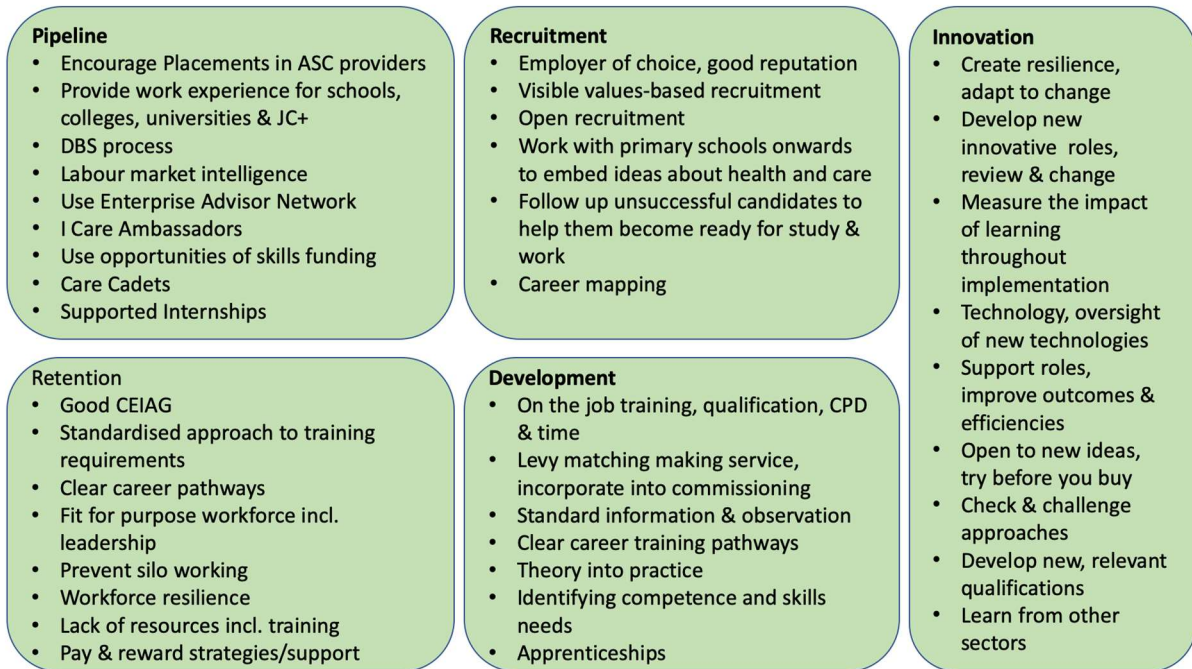 Pipeline
• Encourage Placements in ASC providers
• Provide work experience for schools,
colleges, universities & JC+
• DBS process
• Labour market intelligence
• Use Enterprise Advisor Network
• I Care Ambassadors
• Use opportunities of skills funding
• Care Cadets
• Supported Internships
Recruitment
• Employer of choice, good reputation
• Visible values-based recruitment
• Open recruitment
• Work with primary schools onwards
to embed ideas about health and care
• Follow up unsuccessful candidates to
help them become ready for study &
work
• Career mapping
Innovation
• Create resilience,
adapt to change
• Develop new
innovative roles,
review & change
• Measure the impact
of learning
throughout
implementation
• Technology, oversight
of new technologies
• Support roles,
improve outcomes &
efficiencies
• Open to new ideas,
try before you buy
• Check & challenge
approaches
• Develop new, relevant
qualifications
• Learn from other
sectors
Retention
• Good CEIAG
• Standardised approach to training
requirements
• Clear career pathways
• Fit for purpose workforce incl.
leadership
• Prevent silo working
• Workforce resilience
• Lack of resources incl. training
• Pay & reward strategies/support
Development
• On the job training, qualification, CPD
& time
• Levy matching making service,
incorporate into commissioning
• Standard information & observation
• Clear career training pathways
• Theory into practice
• Identifying competence and skills
needs
• Apprenticeships